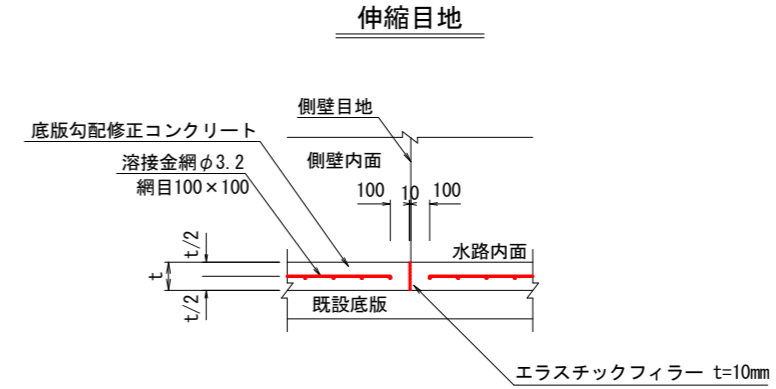 伸縮目地
側壁目地
底版勾配修正コンクリート
溶接金網φ3.2
網目100×100
側壁内面
100 10 100
水路内面
t/2
t
t/2
既設底版
エラスチックフィラー t=10mm